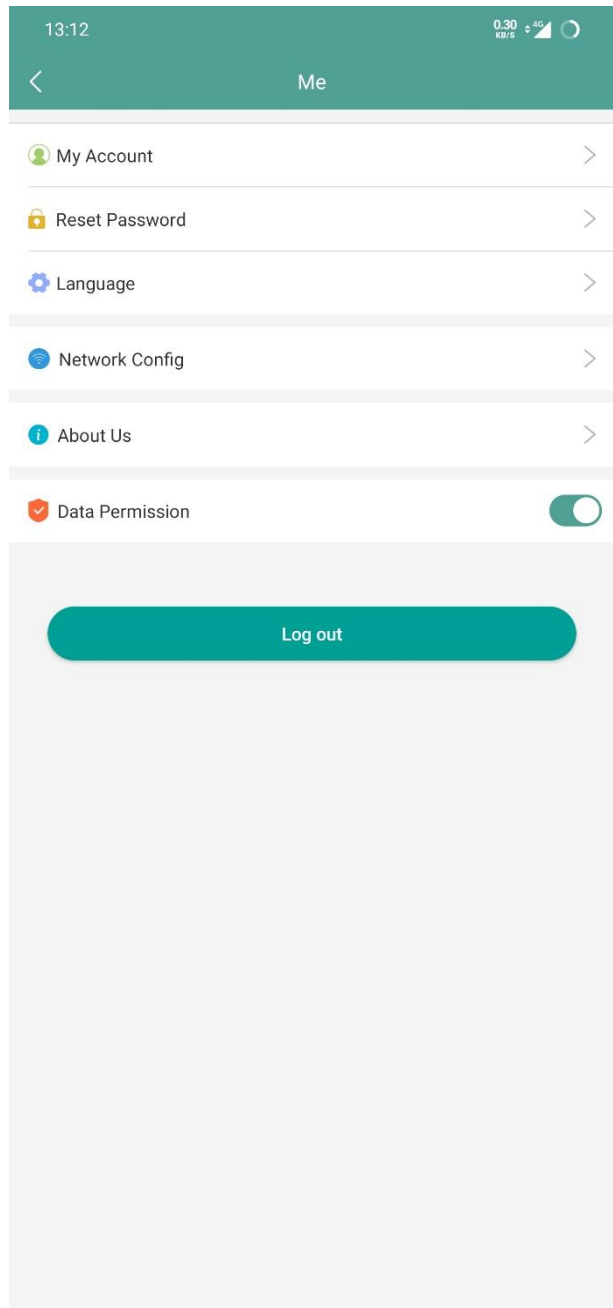 13:12
0.30
KB/S
4G
Me
My Account
Reset Password
Language
Network Config
About Us
Data Permission
Log out